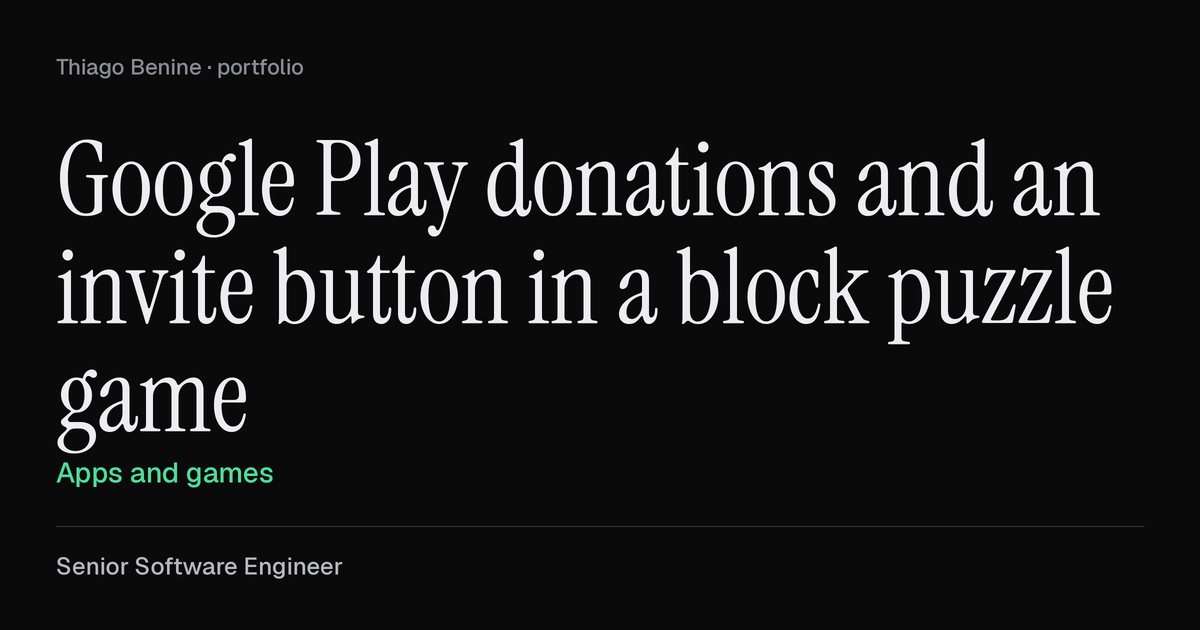 Thiago Benine · portfolio
Google Play donations and an
invite button in a block puzzle
game
Apps and games
Senior Software Engineer